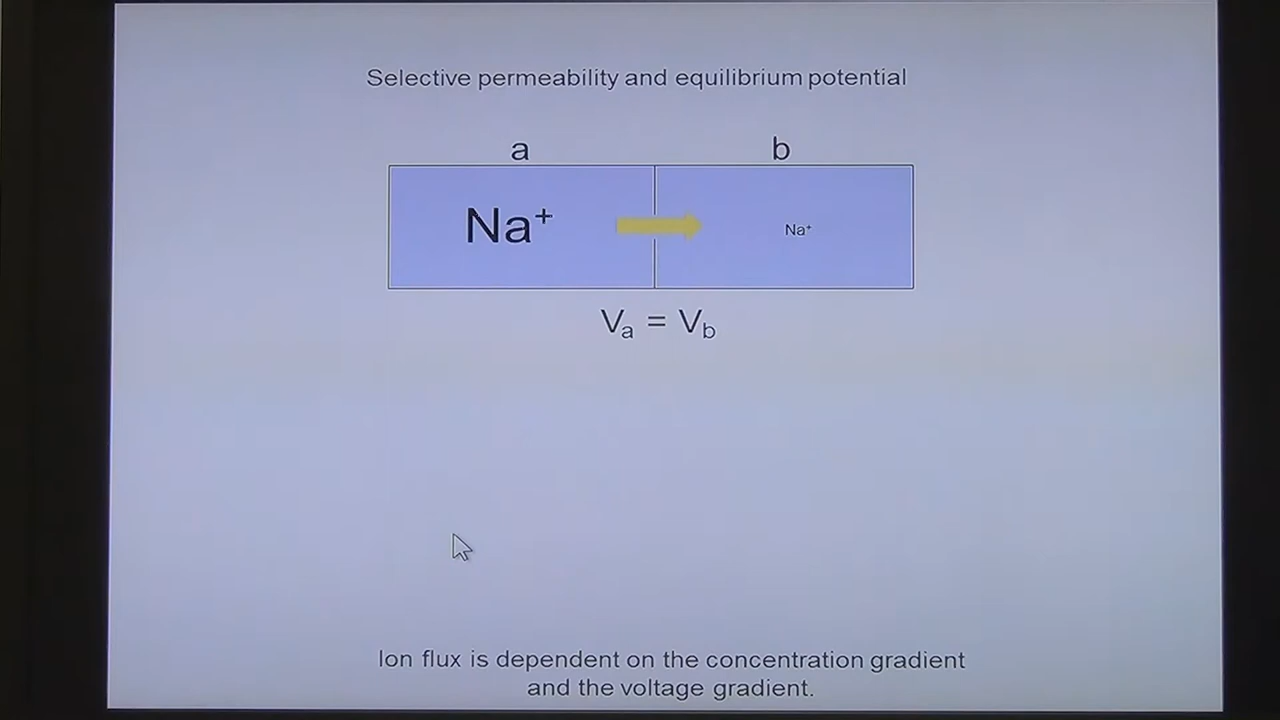 Selective permeability and equilibrium potential
a b
Na⁺ Na⁺
Vₐ = V_b
Ion flux is dependent on the concentration gradient
and the voltage gradient.